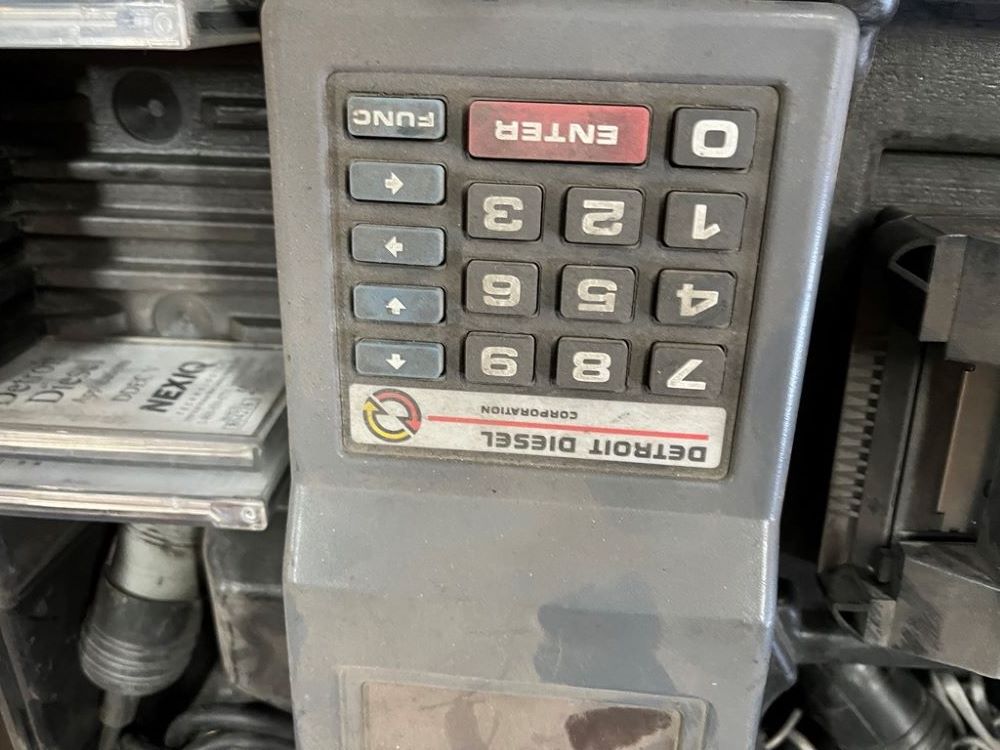 DETROIT DIESEL
CORPORATION
7 8 9
4 5 6
1 2 3
0 ENTER FUNC
Detroit
Diesel
NEXIQ